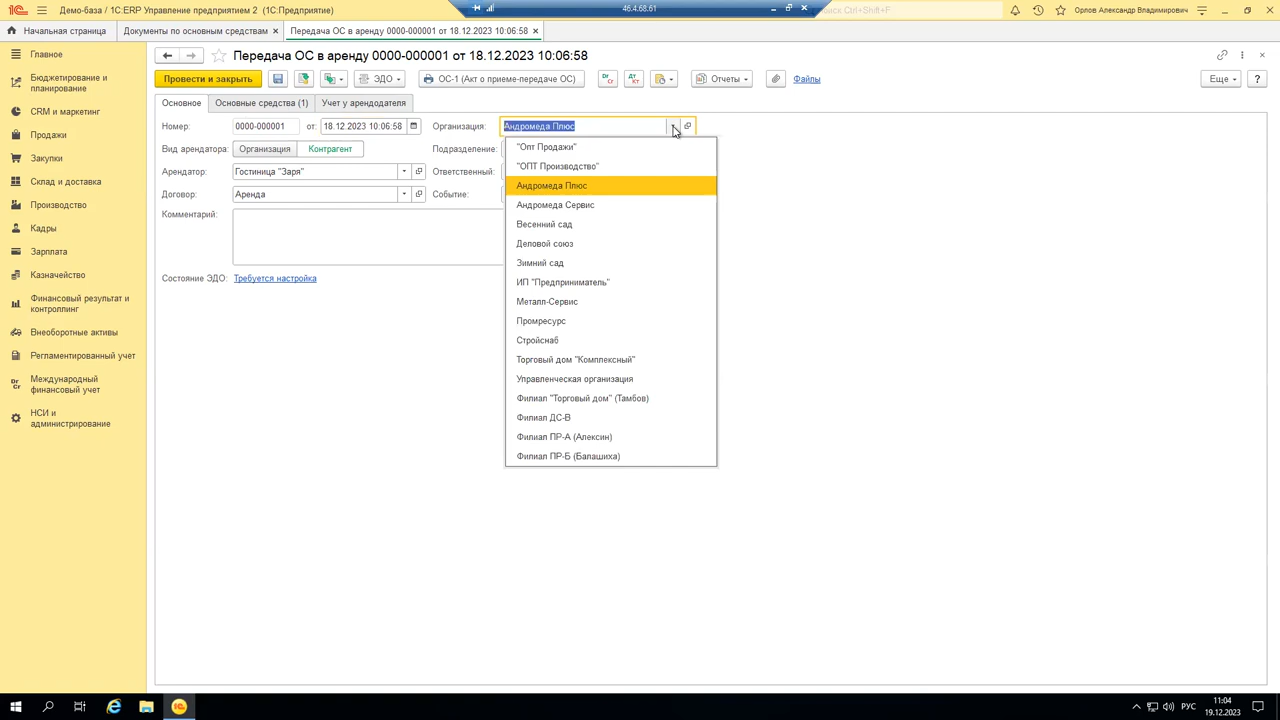 Демо-база / 1С:ERP Управление предприятием 2 (1С:Предприятие)
46.4.68.61
оиск Ctrl+Shift+F
Орлов Александр Владимирович
Начальная страница
Документы по основным средствам ×
Передача ОС в аренду 0000-000001 от 18.12.2023 10:06:58 ×
Главное
Бюджетирование и
планирование
CRM и маркетинг
Продажи
Закупки
Склад и доставка
Производство
Кадры
Зарплата
Казначейство
Финансовый результат и
контроллинг
Внеоборотные активы
Регламентированный учет
Международный
финансовый учет
НСИ и
администрирование
Передача ОС в аренду 0000-000001 от 18.12.2023 10:06:58
Провести и закрыть
ЭДО
ОС-1 (Акт о приеме-передаче ОС)
Отчеты
Файлы
Еще
?
Основное
Основные средства (1)
Учет у арендодателя
Номер: 0000-000001 от: 18.12.2023 10:06:58 Организация: Андромеда Плюс
Вид арендатора: Организация Контрагент Подразделение:
Арендатор: Гостиница "Заря" Ответственный:
Договор: Аренда Событие:
Комментарий:
Состояние ЭДО: Требуется настройка
"Опт Продажи"
"ОПТ Производство"
Андромеда Плюс
Андромеда Сервис
Весенний сад
Деловой союз
Зимний сад
ИП "Предприниматель"
Металл-Сервис
Промресурс
Стройснаб
Торговый дом "Комплексный"
Управленческая организация
Филиал "Торговый дом" (Тамбов)
Филиал ДС-В
Филиал ПР-А (Алексин)
Филиал ПР-Б (Балашиха)
РУС
11:04
19.12.2023